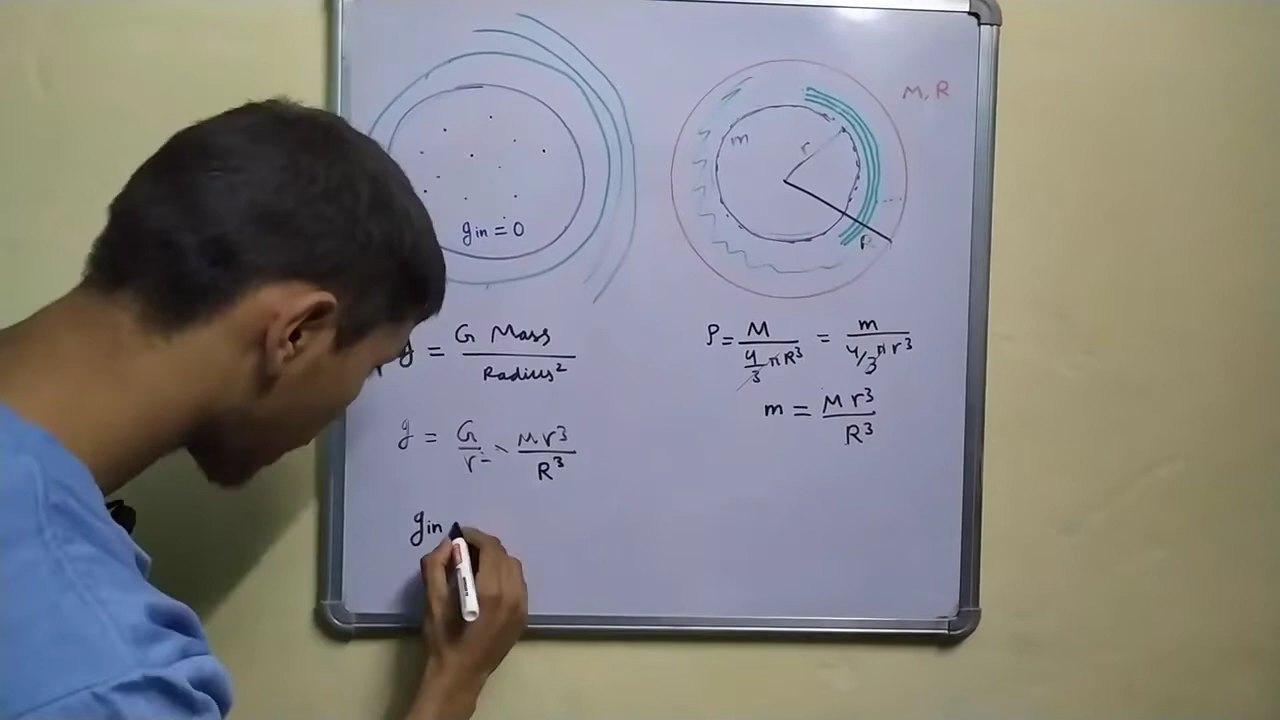 M, R
m
r
R
g in = 0
g = G Mass / Radius²
ρ = M / 4/3 π R³ = m / 4/3 π r³
m = M r³ / R³
g = G / r² × M r³ / R³
g in